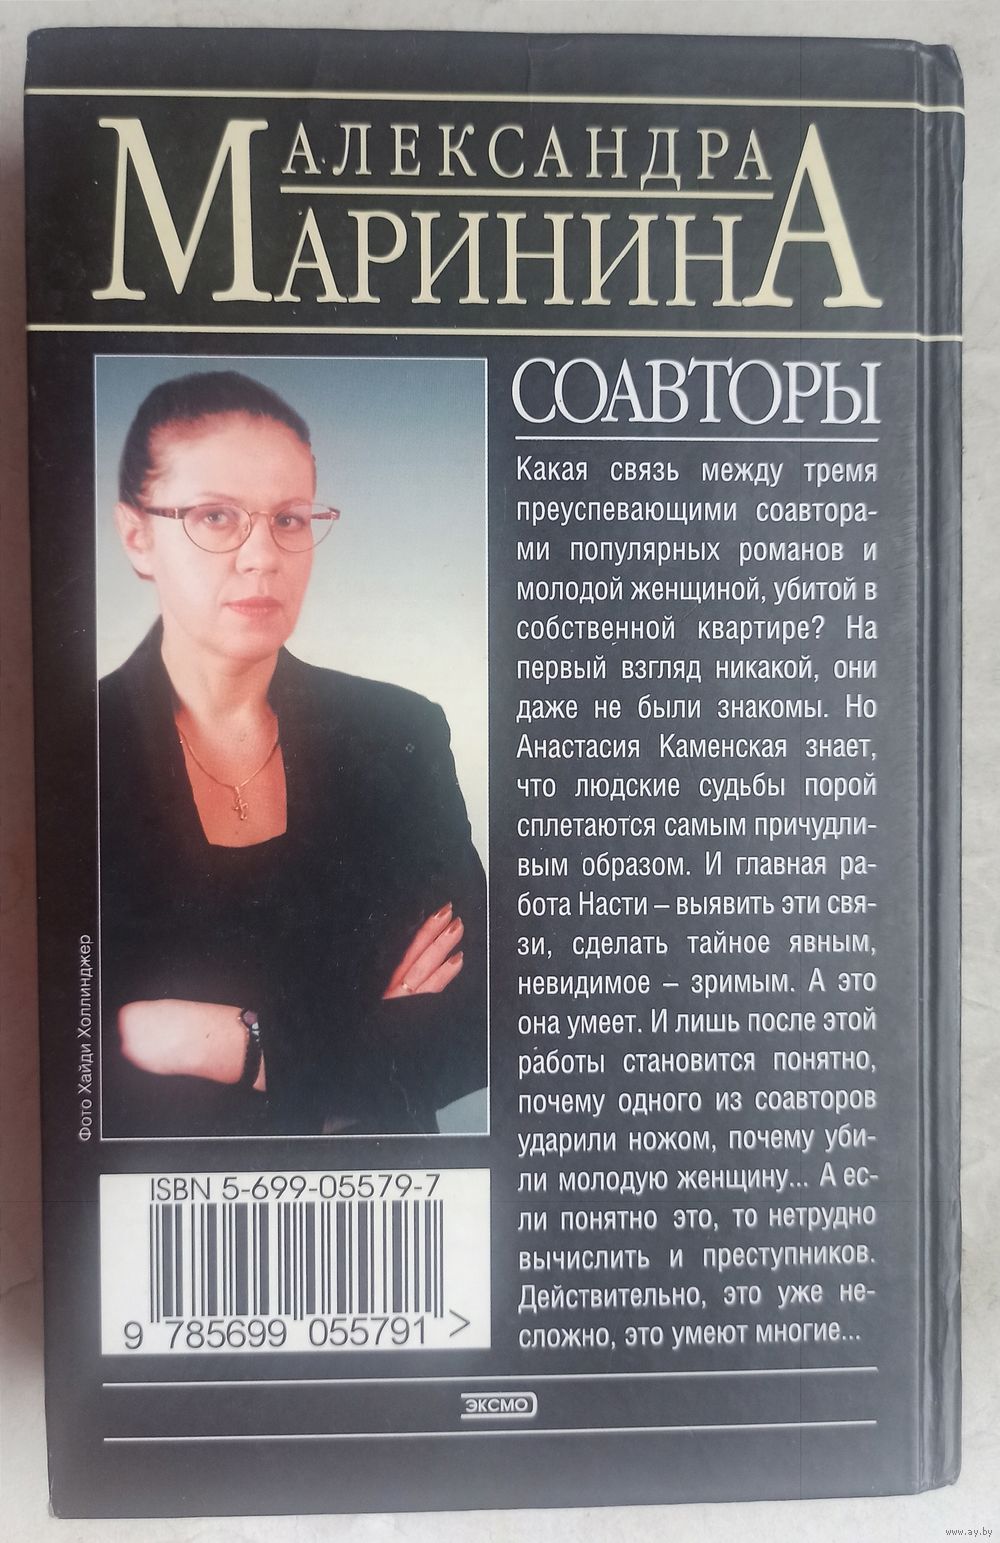 АЛЕКСАНДРА
МАРИНИНА
СОАВТОРЫ
Какая связь между тремя
преуспевающими соавтора-
ми популярных романов и
молодой женщиной, убитой в
собственной квартире? На
первый взгляд никакой, они
даже не были знакомы. Но
Анастасия Каменская знает,
что людские судьбы порой
сплетаются самым причудли-
вым образом. И главная ра-
бота Насти – выявить эти свя-
зи, сделать тайное явным,
невидимое – зримым. А это
она умеет. И лишь после этой
работы становится понятно,
почему одного из соавторов
ударили ножом, почему уби-
ли молодую женщину... А ес-
ли понятно это, то нетрудно
вычислить и преступников.
Действительно, это уже не-
сложно, это умеют многие...
Фото Хайди Холлинджер
ISBN 5-699-05579-7
9 785699 055791 >
ЭКСМО
www.ay.by